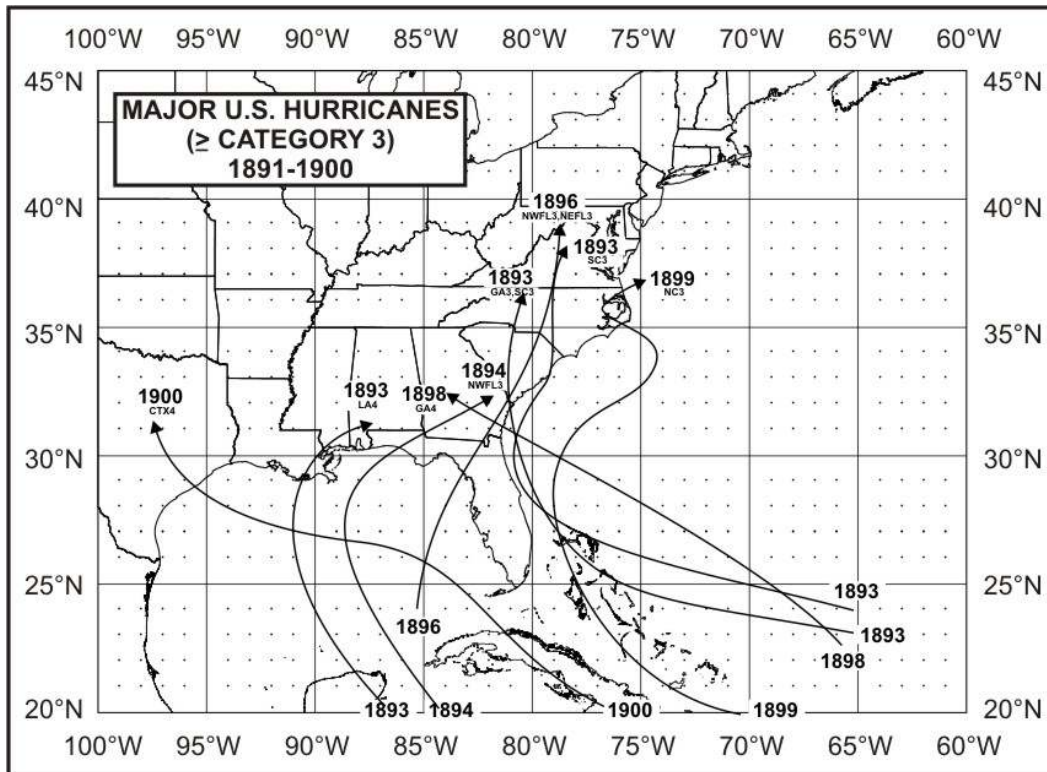 100°W 95°W 90°W 85°W 80°W 75°W 70°W 65°W 60°W
45°N 45°N
MAJOR U.S. HURRICANES
(≥ CATEGORY 3)
1891-1900
40°N 40°N
1896
NWFL3,NEFL3
1893
SC3
1893
GA3,SC3
1899
NC3
35°N 35°N
1894
NWFL3
1900
CTX4
1893
LA4
1898
GA4
30°N 30°N
25°N 25°N
1893
1896
1893
1898
20°N 20°N
1893 1894 1900 1899
100°W 95°W 90°W 85°W 80°W 75°W 70°W 65°W 60°W